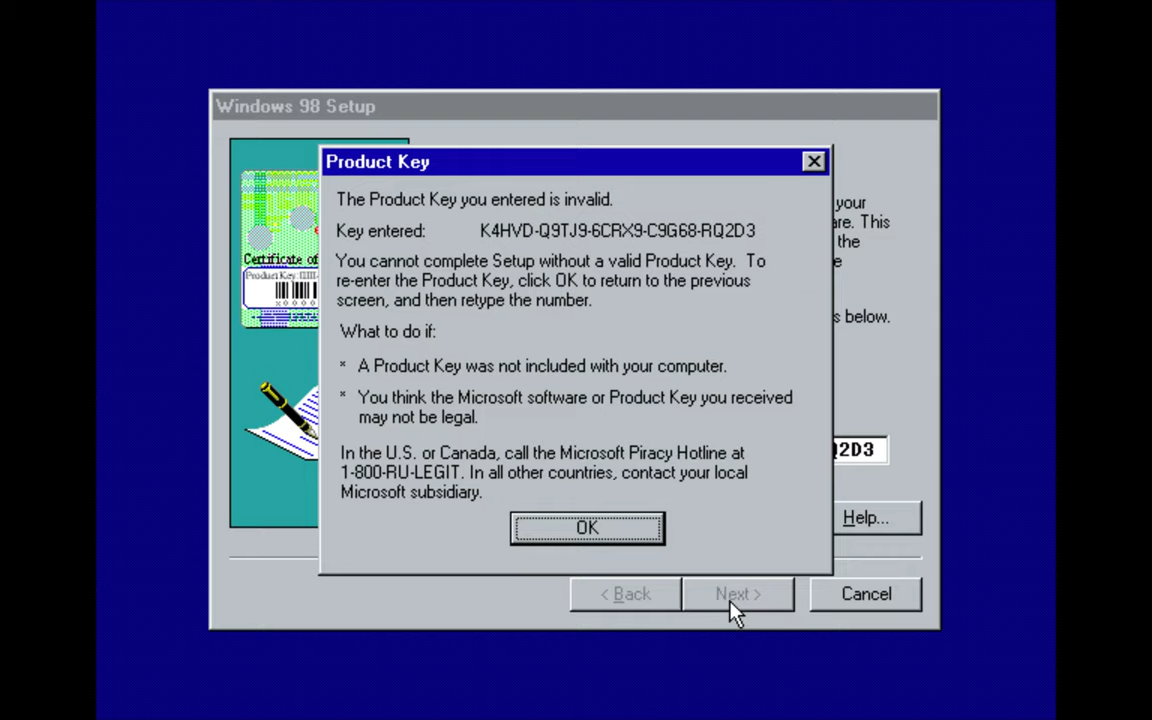 Windows 98 Setup
Product Key
The Product Key you entered is invalid.
Key entered: K4HVD-Q9TJ9-6CRX9-C9G68-RQ2D3
You cannot complete Setup without a valid Product Key. To
re-enter the Product Key, click OK to return to the previous
screen, and then retype the number.
What to do if:
* A Product Key was not included with your computer.
* You think the Microsoft software or Product Key you received
may not be legal.
In the U.S. or Canada, call the Microsoft Piracy Hotline at
1-800-RU-LEGIT. In all other countries, contact your local
Microsoft subsidiary.
OK
Certificate of
Product Key:
your
are. This
the
s below.
Q2D3
Help...
< Back
Next >
Cancel